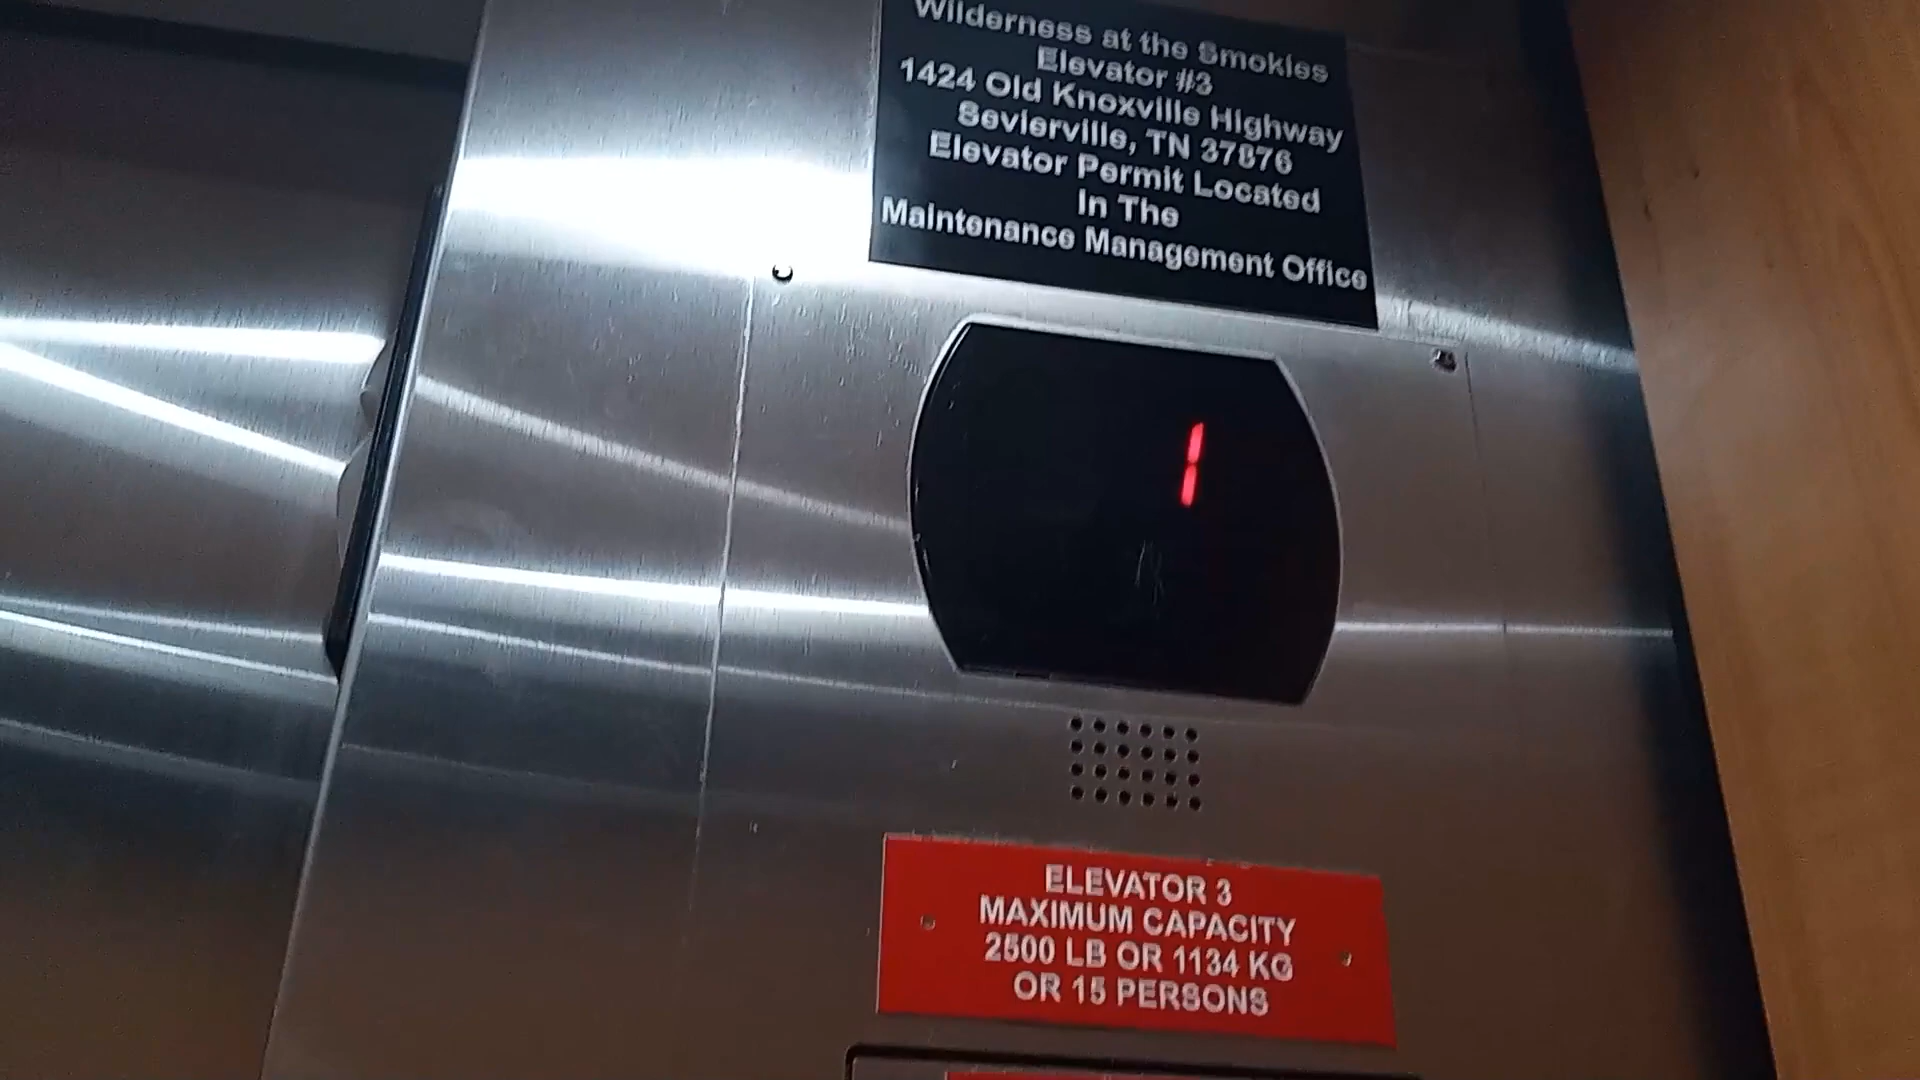 Wilderness at the Smokies
Elevator #3
1424 Old Knoxville Highway
Sevierville, TN 37876
Elevator Permit Located
In The
Maintenance Management Office
1
ELEVATOR 3
MAXIMUM CAPACITY
2500 LB OR 1134 KG
OR 15 PERSONS